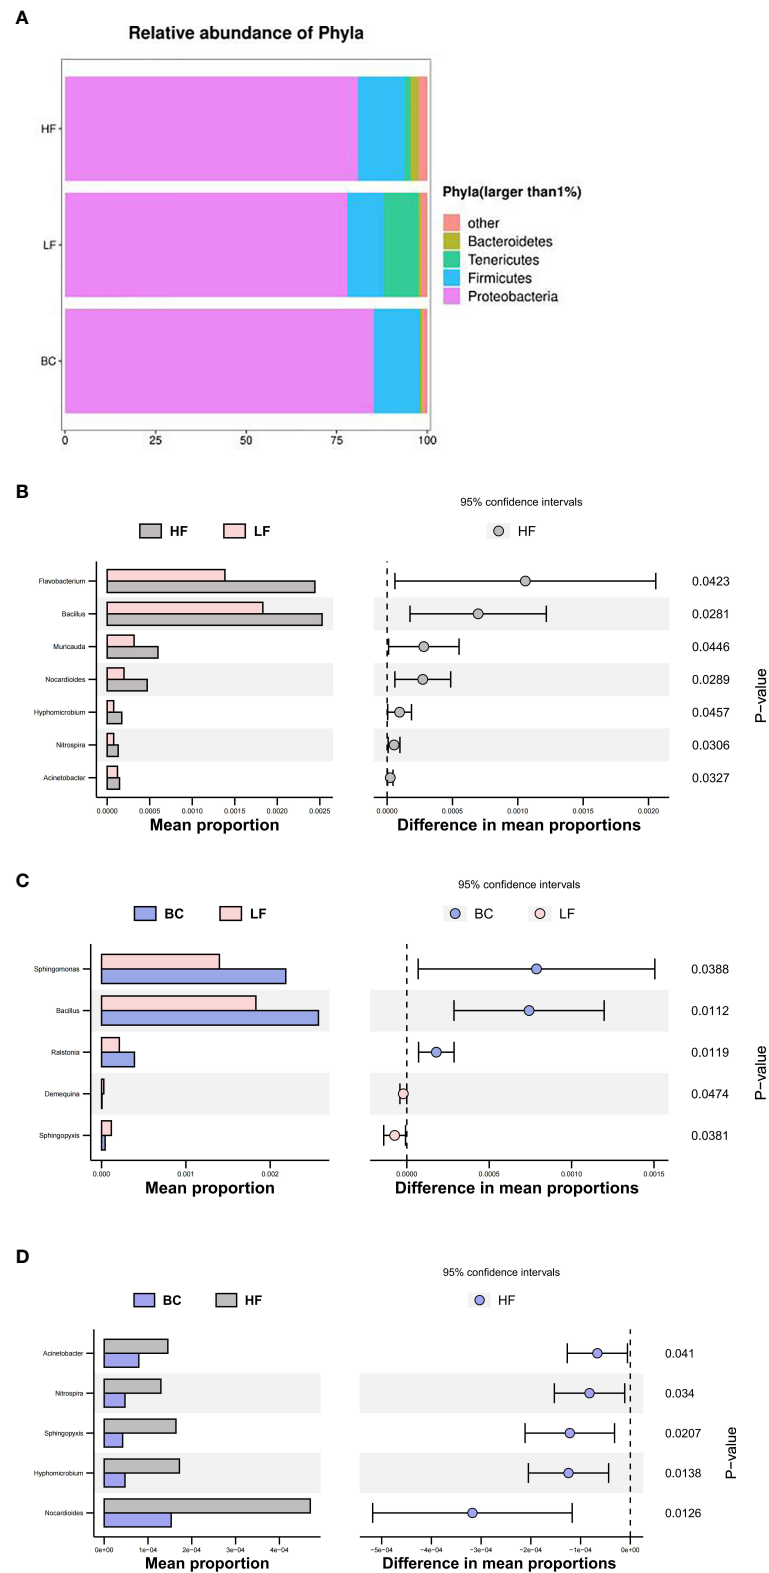 A
Relative abundance of Phyla
HF
LF
BC
0 25 50 75 100
Phyla(larger than1%)
other
Bacteroidetes
Tenericutes
Firmicutes
Proteobacteria
B
95% confidence intervals
HF LF HF
Flavobacterium 0.0423
Bacillus 0.0281
Muricauda 0.0446
Nocardioides 0.0289
Hyphomicrobium 0.0457
Nitrospira 0.0306
Acinetobacter 0.0327
P-value
0.0000 0.0005 0.0010 0.0015 0.0020 0.0025 0.0000 0.0005 0.0010 0.0015 0.0020
Mean proportion Difference in mean proportions
C
95% confidence intervals
BC LF BC LF
Sphingomonas 0.0388
Bacillus 0.0112
Ralstonia 0.0119
Demequina 0.0474
Sphingopyxis 0.0381
P-value
0.000 0.001 0.002 0.0000 0.0005 0.0010 0.0015
Mean proportion Difference in mean proportions
D
95% confidence intervals
BC HF HF
Acinetobacter 0.041
Nitrospira 0.034
Sphingopyxis 0.0207
Hyphomicrobium 0.0138
Nocardioides 0.0126
P-value
0e+00 1e-04 2e-04 3e-04 4e-04 -5e-04 -4e-04 -3e-04 -2e-04 -1e-04 0e+00
Mean proportion Difference in mean proportions